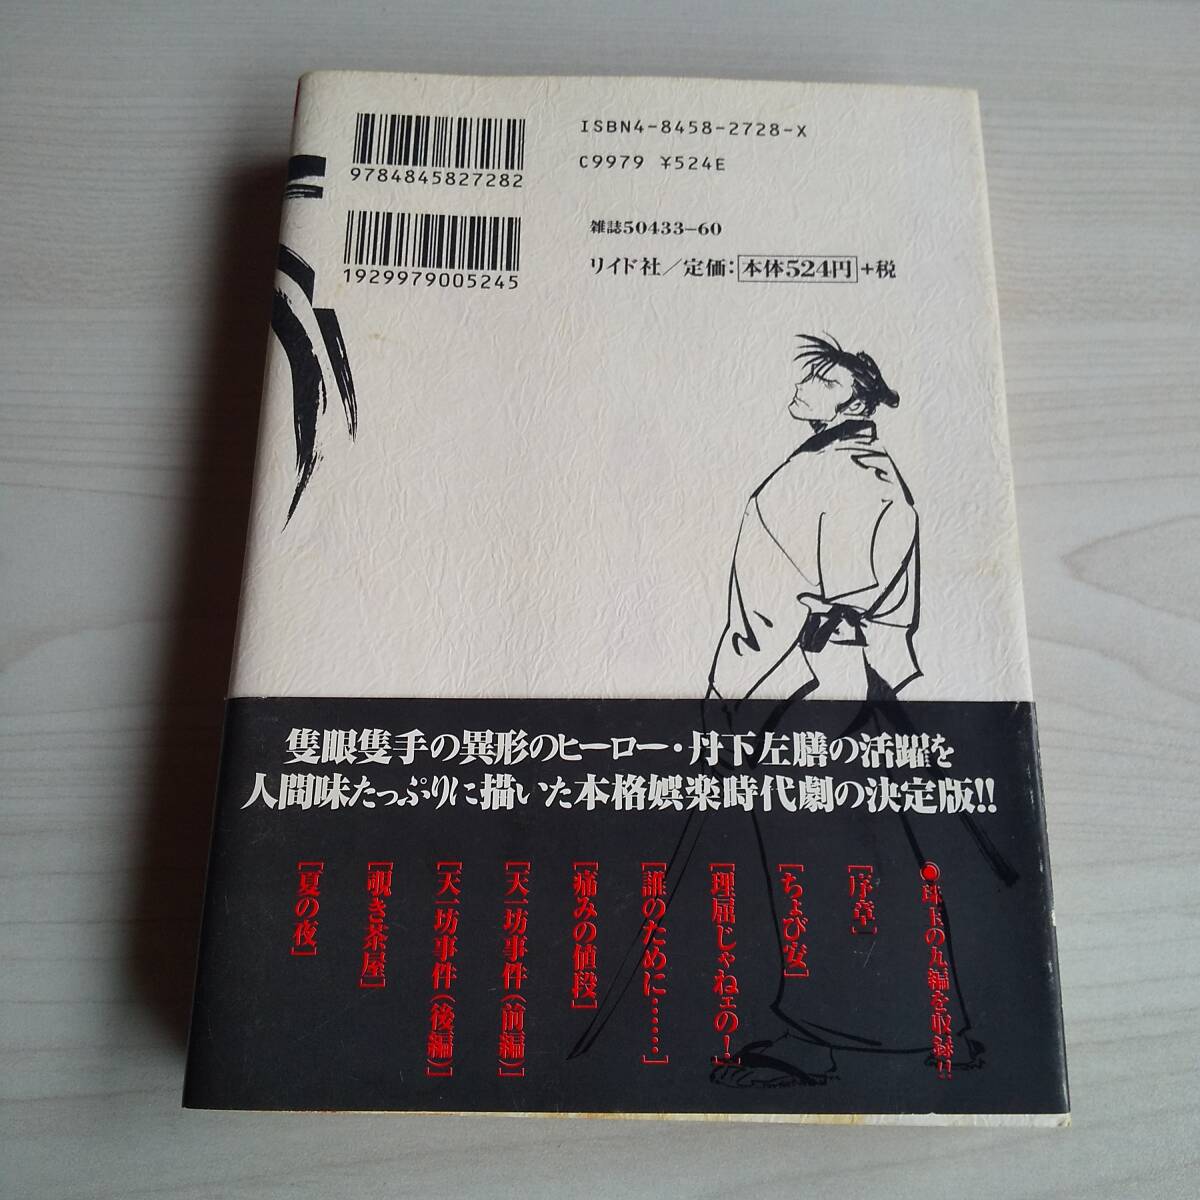 ISBN4-8458-2728-X
C9979 ¥524E
9784845827282
1929979005245
雑誌50433-60
リイド社／定価：本体524円+税
隻眼隻手の異形のヒーロー・丹下左膳の活躍を
人間味たっぷりに描いた本格娯楽時代劇の決定版!!
◉珠玉の九編を収録!!
[序章]
[ちょび安]
[理屈じゃねェの!]
[誰のために……]
[痛みの値段]
[天一坊事件(前編)]
[天一坊事件(後編)]
[覗き茶屋]
[夏の夜]